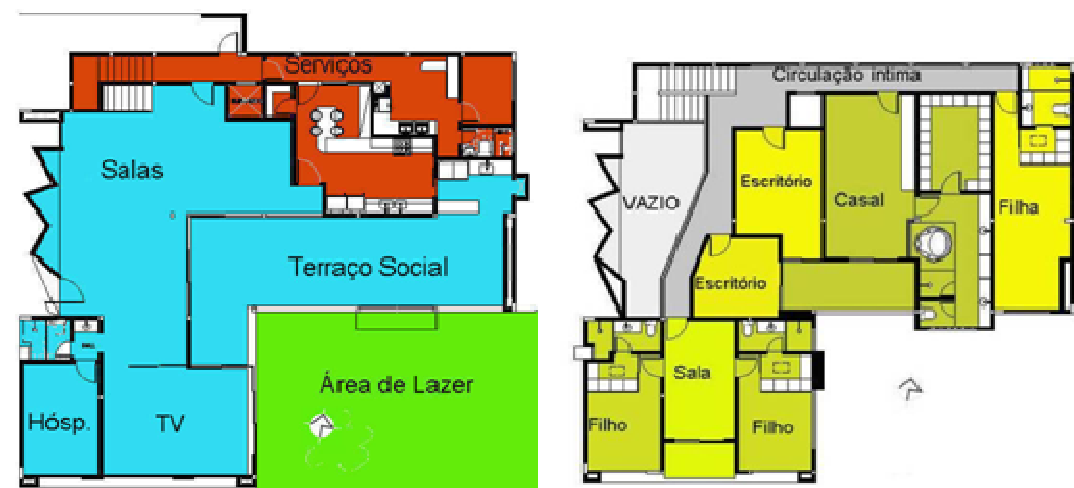 Serviços
Salas
Terraço Social
Área de Lazer
Hósp.
TV
Circulação íntima
Escritório
VAZIO
Casal
Filha
Escritório
Sala
Filho
Filho